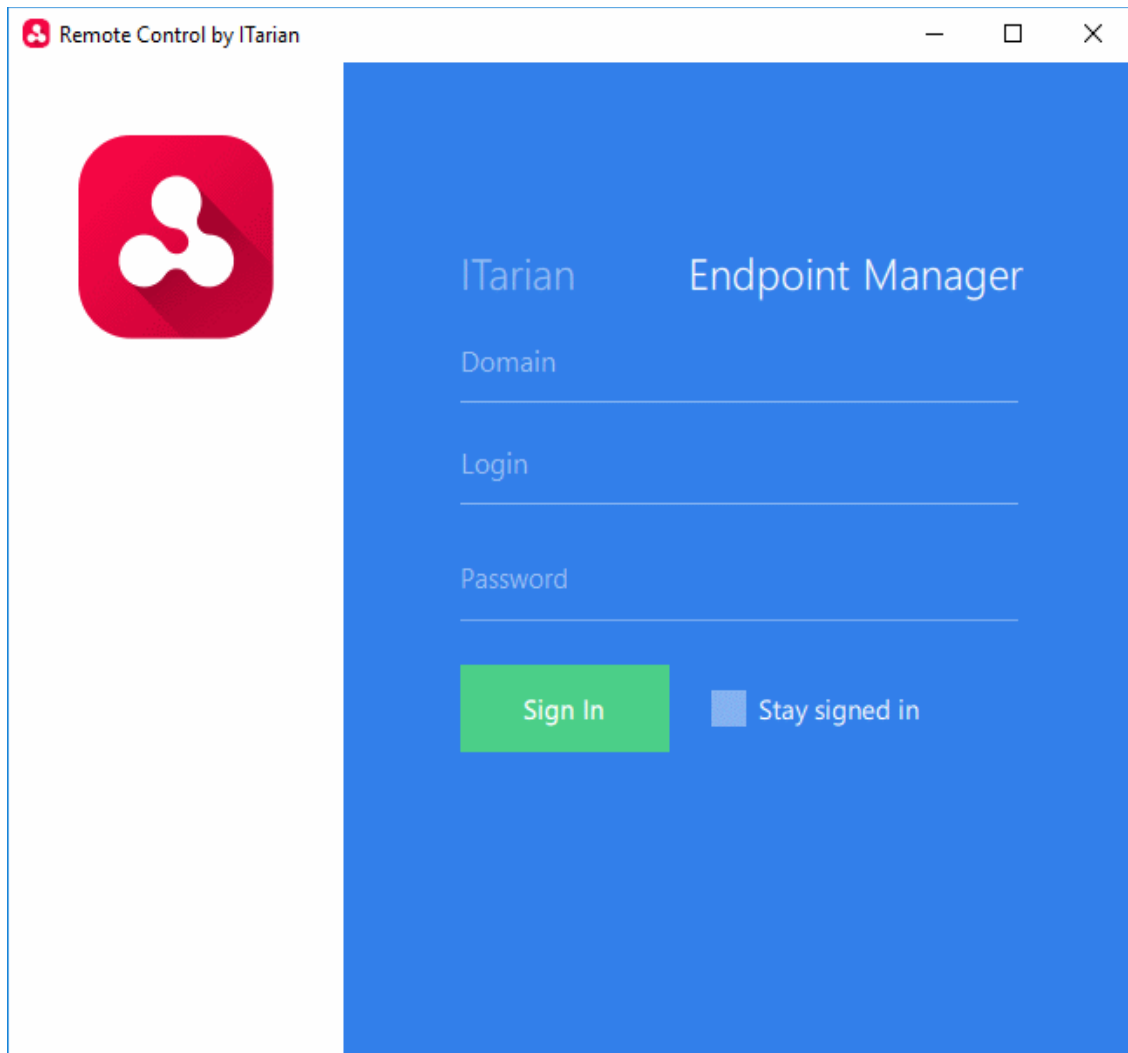 Remote Control by ITarian
ITarian Endpoint Manager
Domain
Login
Password
Sign In Stay signed in